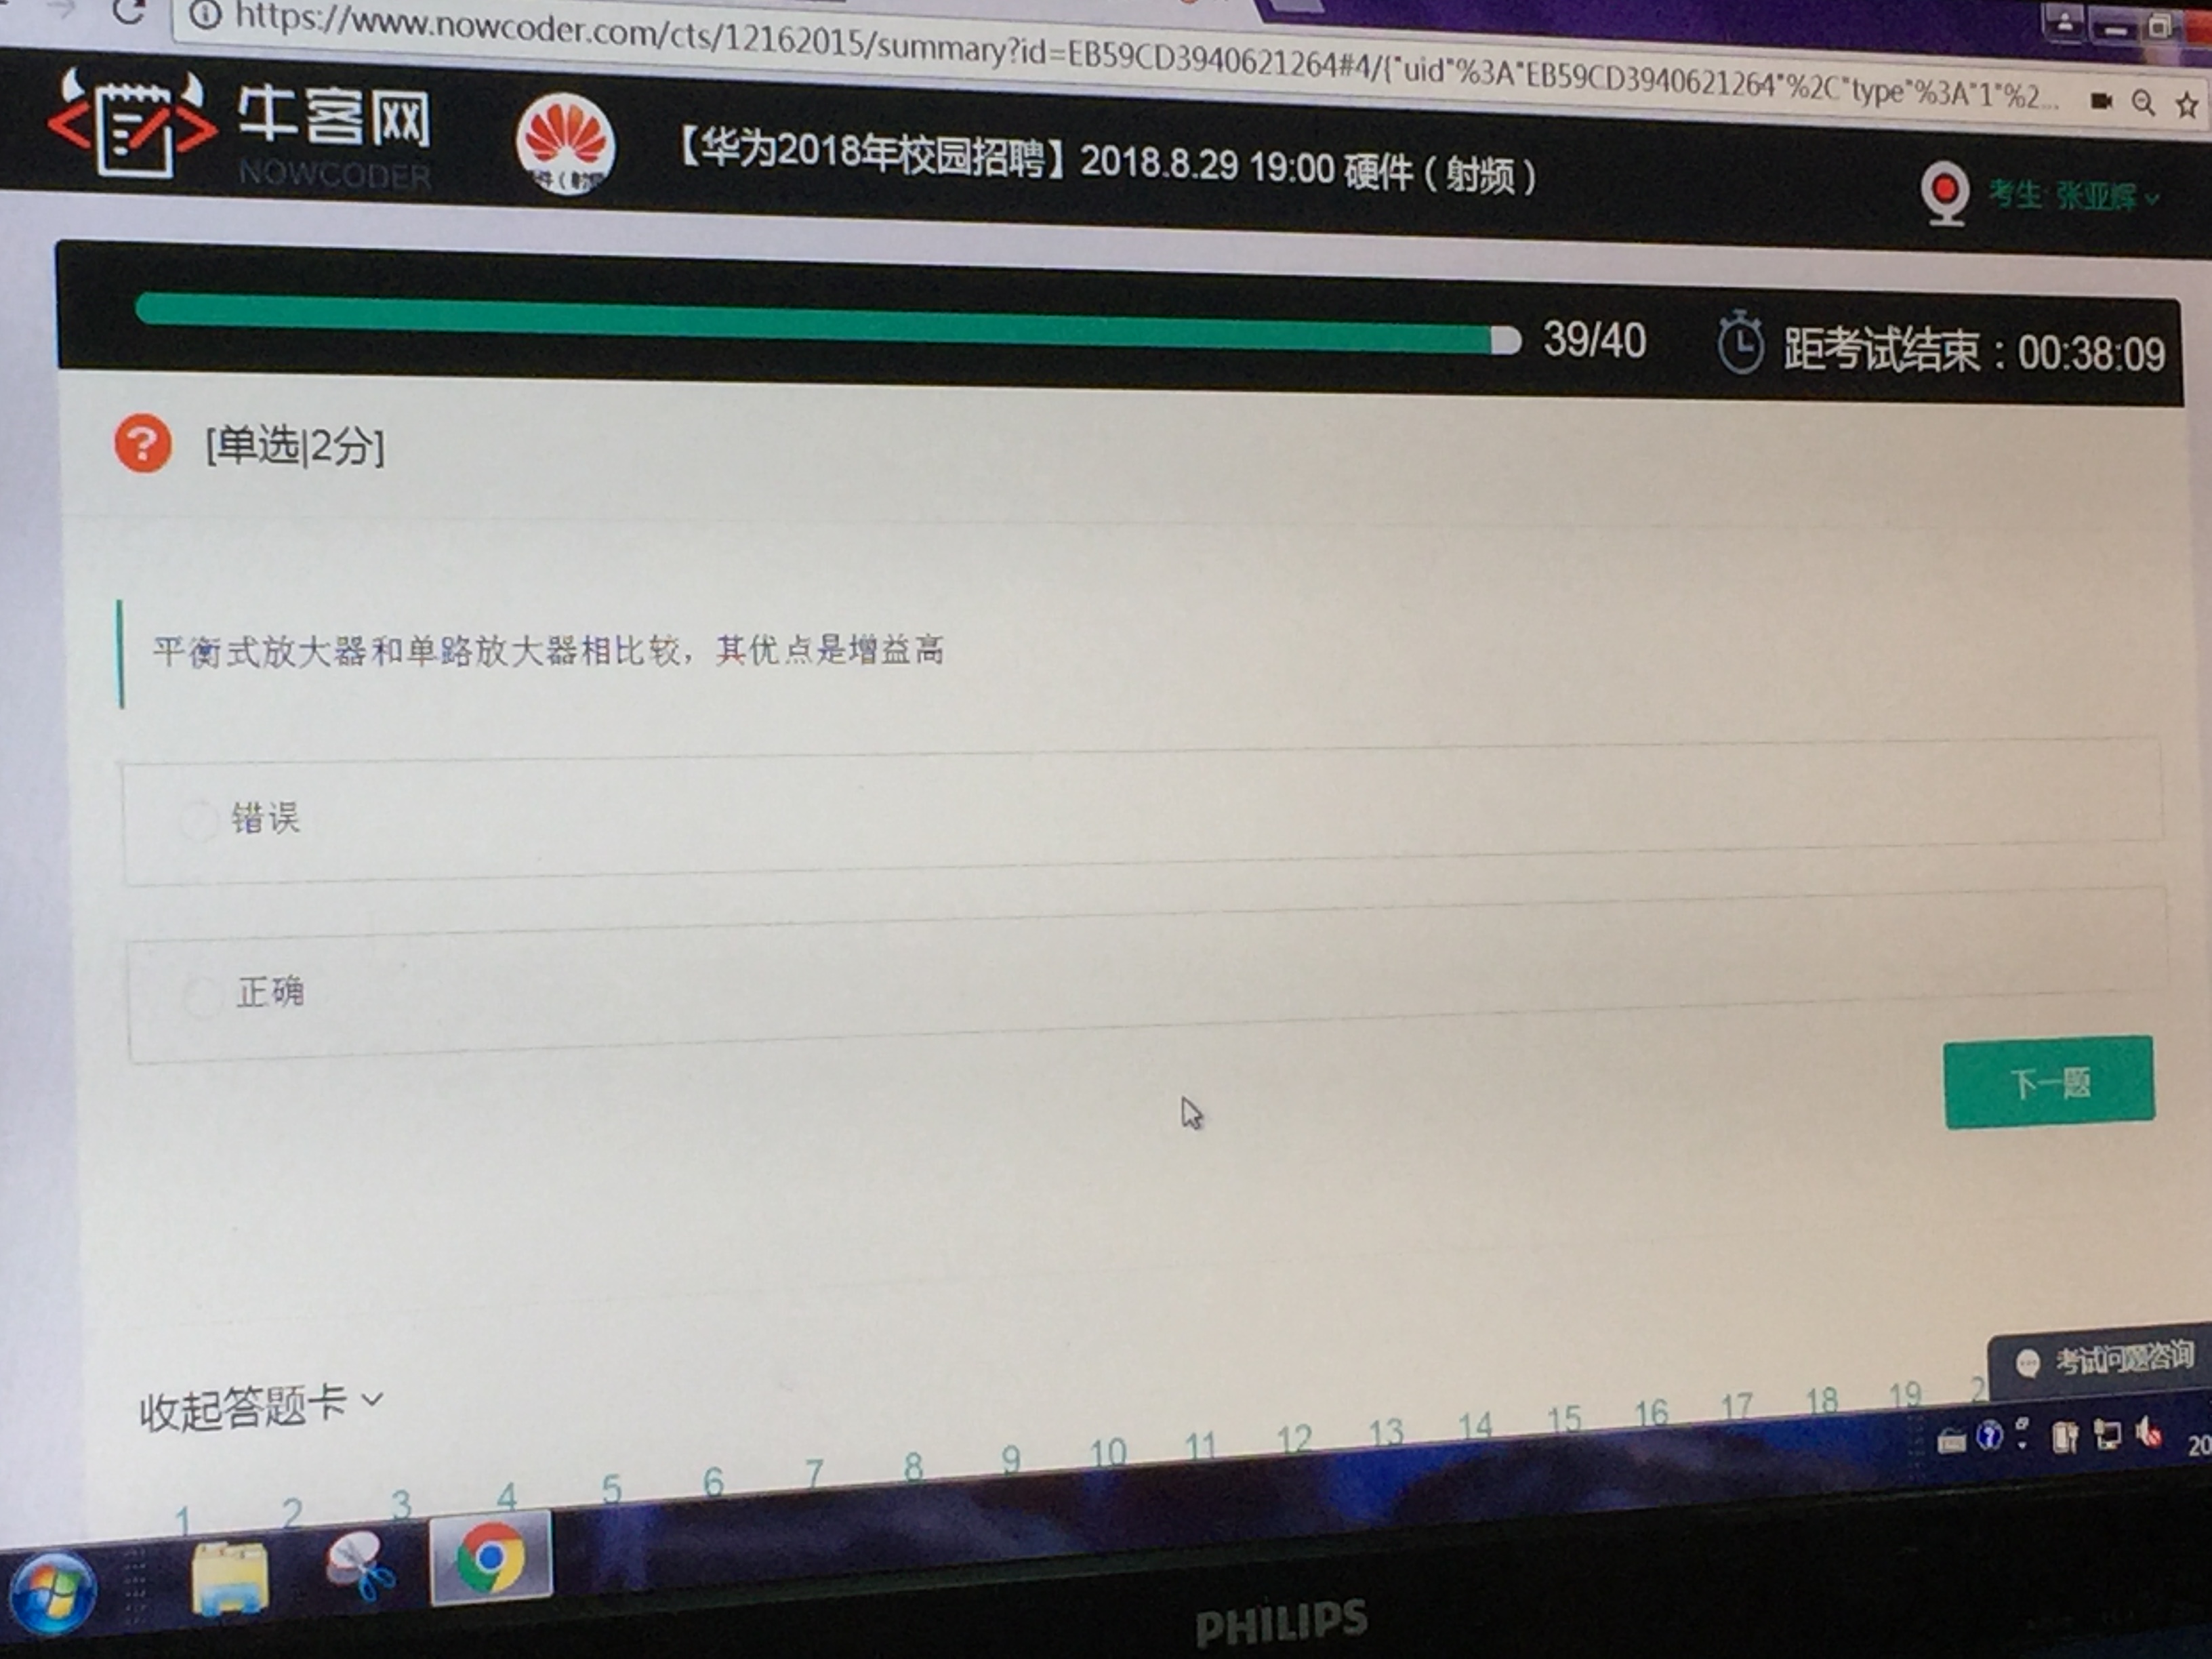 https://www.nowcoder.com/cts/12162015/summary?id=EB59CD3940621264#4/{"uid"%3A"EB59CD3940621264"%2C"type"%3A"1"%2...
牛客网
NOWCODER
【华为2018年校园招聘】2018.8.29 19:00 硬件（射频）
考生 张亚辉
39/40
距考试结束：00:38:09
? [单选|2分]
平衡式放大器和单路放大器相比较，其优点是增益高
错误
正确
下一题
考试问题咨询
收起答题卡
1 2 3 4 5 6 7 8 9 10 11 12 13 14 15 16 17 18 19 2
20
PHILIPS